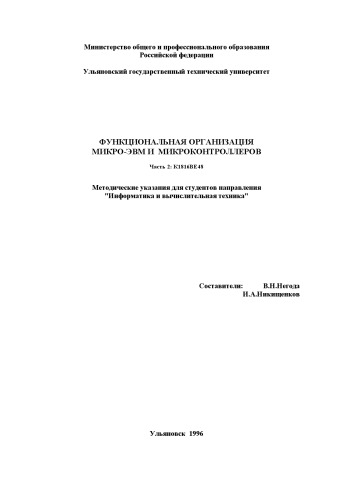 Министерство общего и профессионального образования
Российской федерации
Ульяновский государственный технический университет
ФУНКЦИОНАЛЬНАЯ ОРГАНИЗАЦИЯ
МИКРО-ЭВМ И МИКРОКОНТРОЛЛЕРОВ
Часть 2: К1816ВЕ48
Методические указания для студентов направления
"Информатика и вычислительная техника"
Составители: В.Н.Негода
И.А.Никищенков
Ульяновск 1996